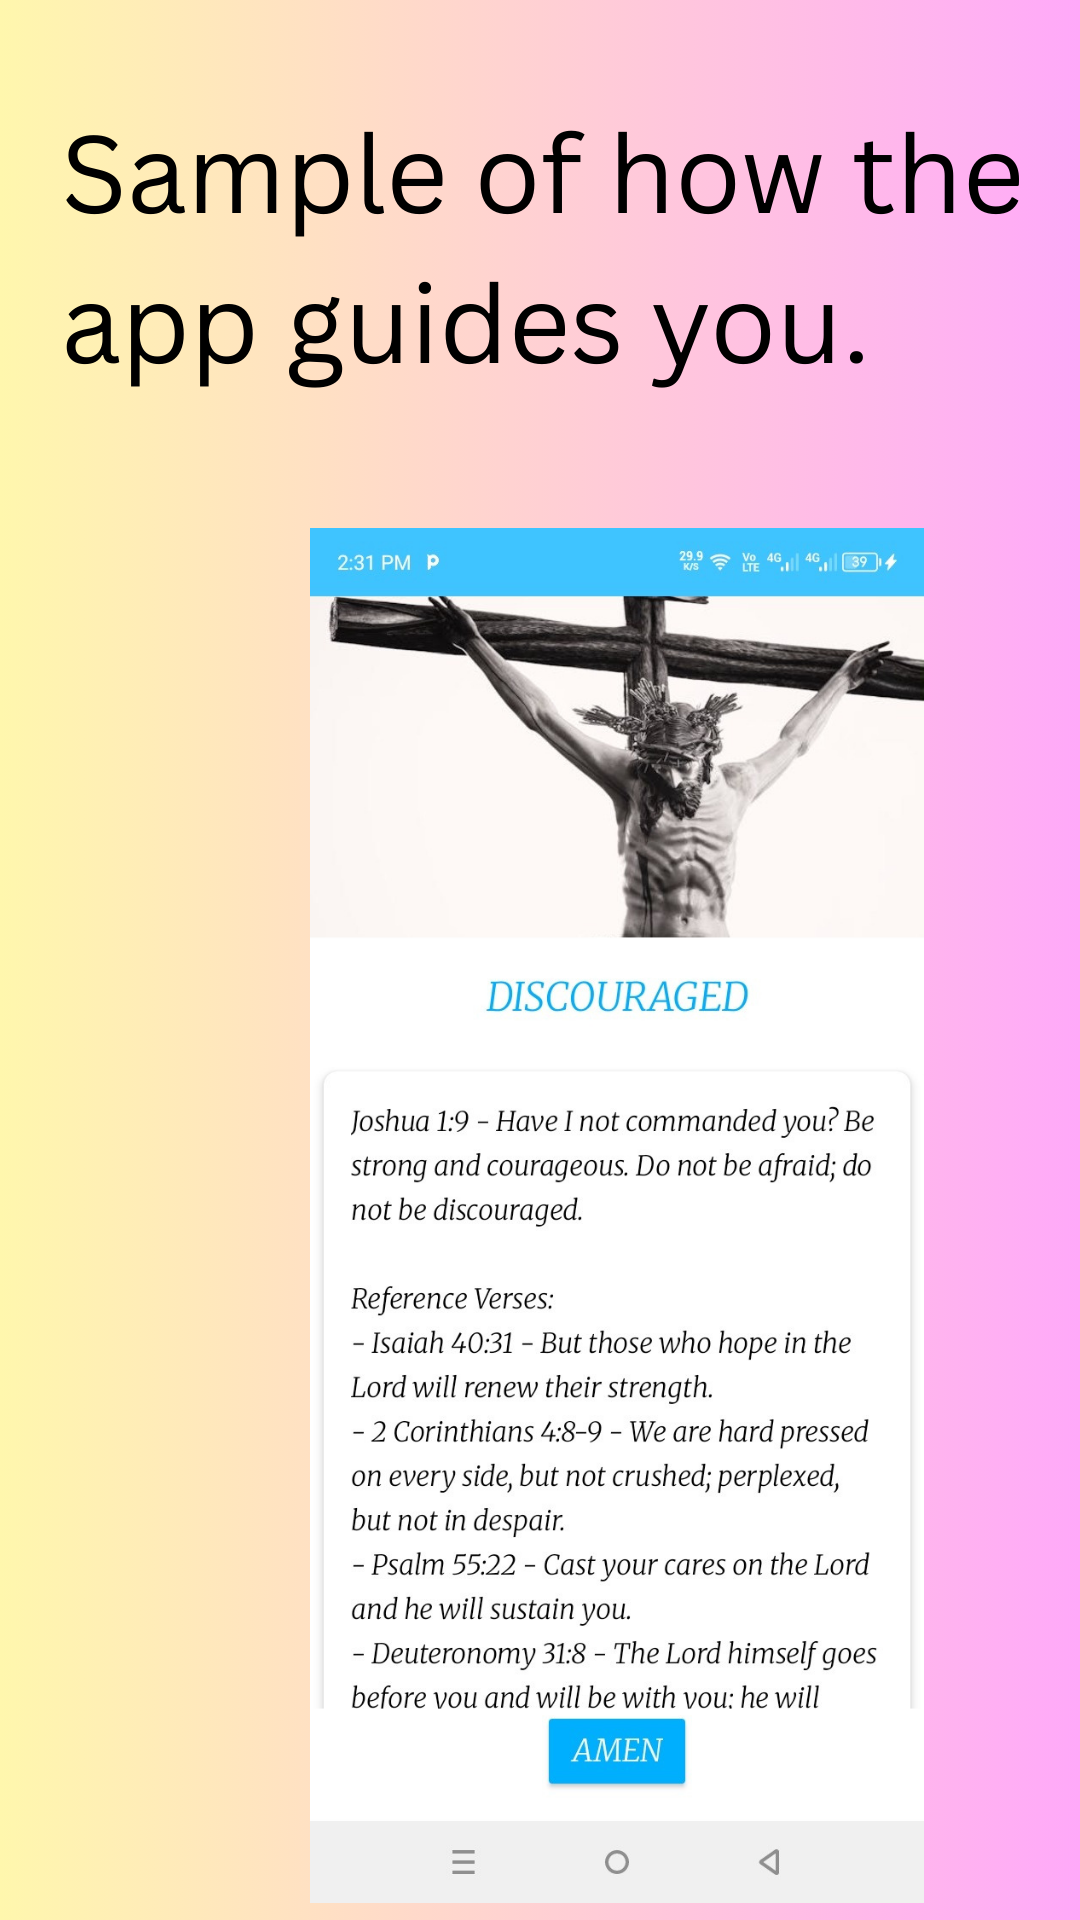 Sample of how the
app guides you.
2:31 PM P 29.9 K/S Vo LTE 4G 4G 39
DISCOURAGED
Joshua 1:9 - Have I not commanded you? Be
strong and courageous. Do not be afraid; do
not be discouraged.
Reference Verses:
- Isaiah 40:31 - But those who hope in the
Lord will renew their strength.
- 2 Corinthians 4:8-9 - We are hard pressed
on every side, but not crushed; perplexed,
but not in despair.
- Psalm 55:22 - Cast your cares on the Lord
and he will sustain you.
- Deuteronomy 31:8 - The Lord himself goes
before you and will be with you; he will
AMEN